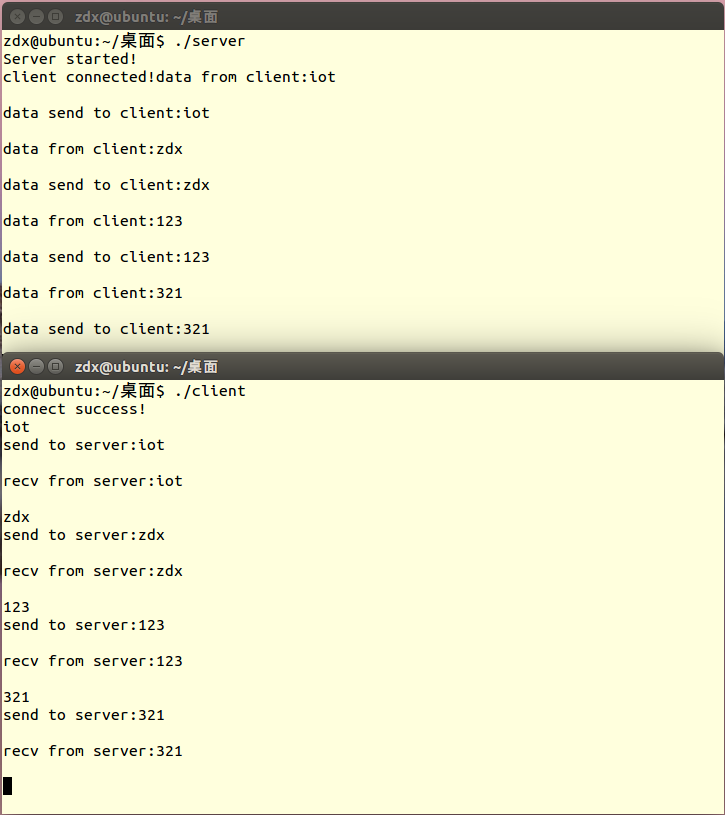 zdx@ubuntu: ~/桌面
zdx@ubuntu:~/桌面$ ./server
Server started!
client connected!data from client:iot
data send to client:iot
data from client:zdx
data send to client:zdx
data from client:123
data send to client:123
data from client:321
data send to client:321
zdx@ubuntu: ~/桌面
zdx@ubuntu:~/桌面$ ./client
connect success!
iot
send to server:iot
recv from server:iot
zdx
send to server:zdx
recv from server:zdx
123
send to server:123
recv from server:123
321
send to server:321
recv from server:321